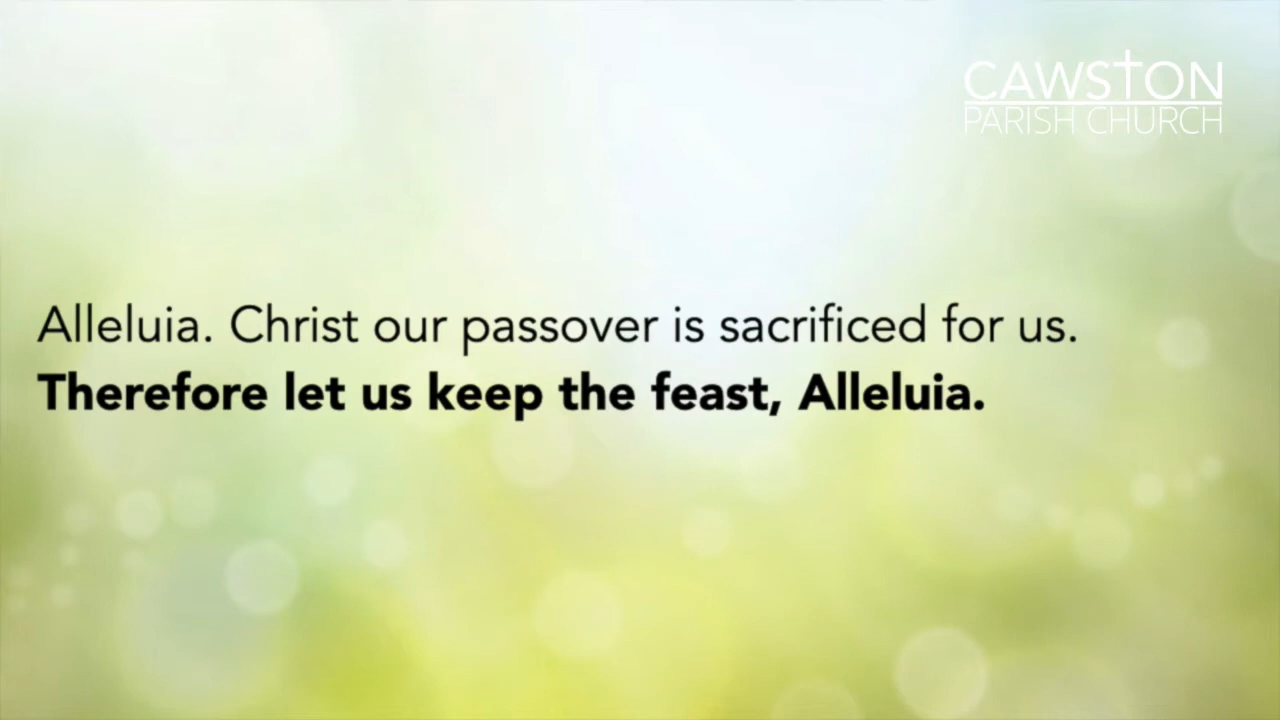 CAWSTON
PARISH CHURCH
Alleluia. Christ our passover is sacrificed for us.
Therefore let us keep the feast, Alleluia.